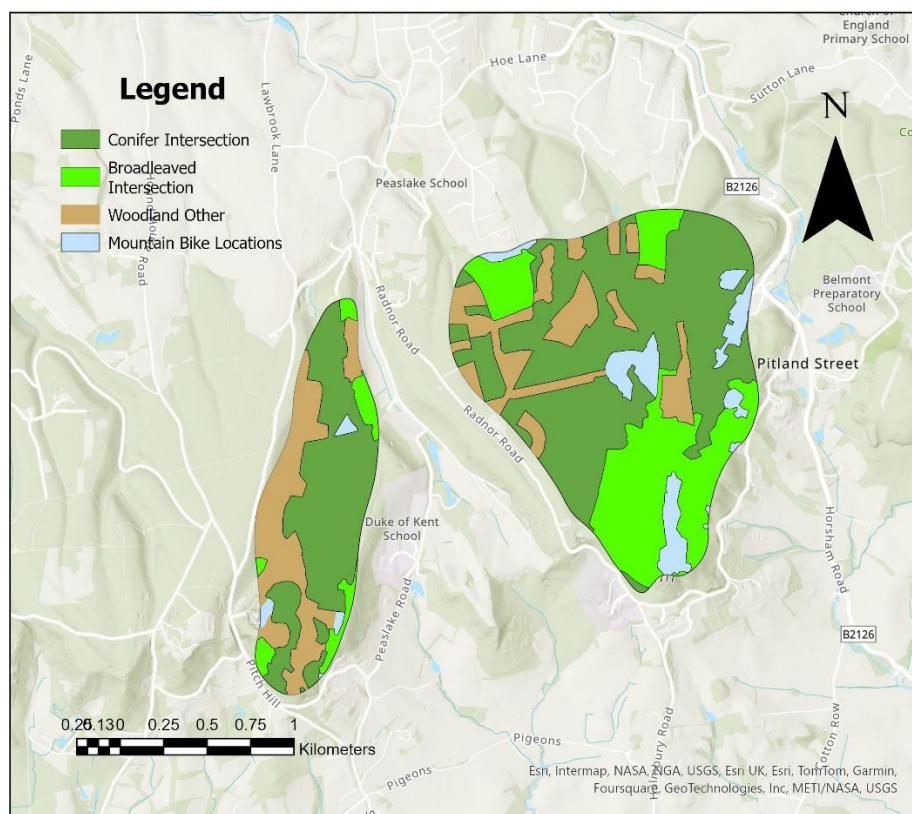 Church of
England
Primary School
Hoe Lane
Sutton Lane
Ponds Lane
Lawbrook Lane
Legend
N
Conifer Intersection
Broadleaved
Intersection
Woodland Other
Mountain Bike Locations
Peaslake School
B2126
Co
Radnor Road
Belmont
Preparatory
School
Pitland Street
Radnor Road
Duke of Kent
School
Horsham Road
Peaslake Road
B2126
Pitch Hill
0 0.25 0.5 0.75 1
Kilometers
Holmbury Road
Pigeons
Pigeons
Esri, Intermap, NASA, NGA, USGS, Esri UK, Esri, TomTom, Garmin,
Foursquare, GeoTechnologies, Inc, METI/NASA, USGS